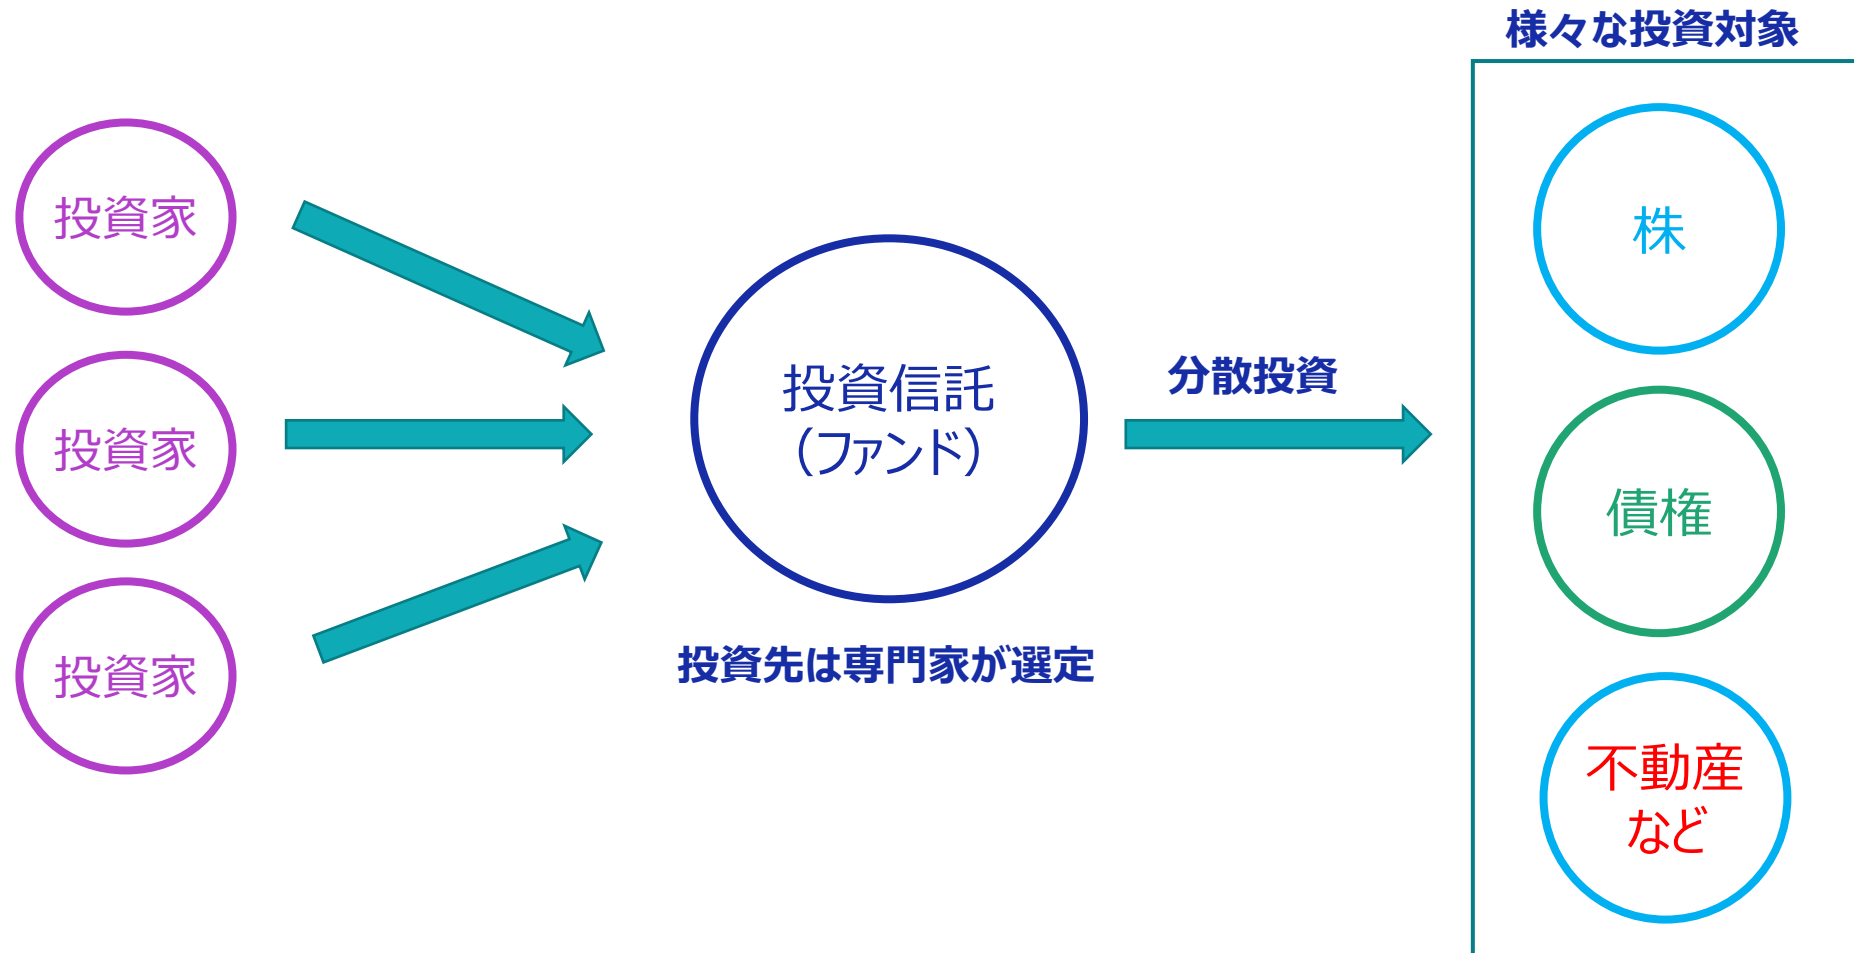 様々な投資対象
投資家
投資家
投資家
投資信託
（ファンド）
投資先は専門家が選定
分散投資
株
債権
不動産
など